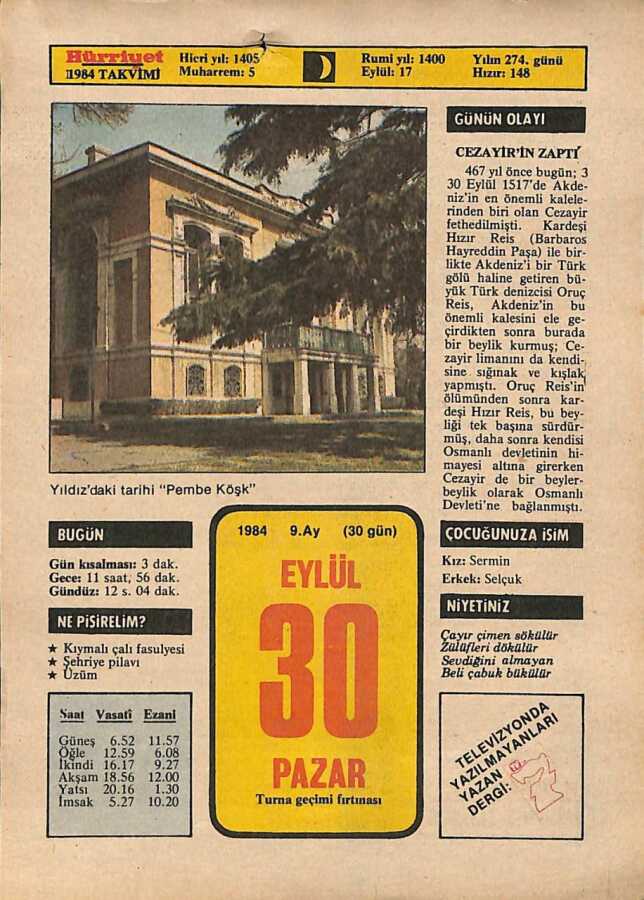 Hürriyet
1984 TAKVİMİ
Hicri yıl: 1405
Muharrem: 5
Rumi yıl: 1400
Eylül: 17
Yılın 274. günü
Hızır: 148
Yıldız'daki tarihi "Pembe Köşk"
GÜNÜN OLAYI
CEZAYİR'İN ZAPTI
467 yıl önce bugün; 3
30 Eylül 1517'de Akde-
niz'in en önemli kalele-
rinden biri olan Cezayir
fethedilmişti. Kardeşi
Hızır Reis (Barbaros
Hayreddin Paşa) ile bir-
likte Akdeniz'i bir Türk
gölü haline getiren bü-
yük Türk denizcisi Oruç
Reis, Akdeniz'in bu
önemli kalesini ele ge-
çirdikten sonra burada
bir beylik kurmuş; Ce-
zayir limanını da kendi-
sine sığınak ve kışlak
yapmıştı. Oruç Reis'in
ölümünden sonra kar-
deşi Hızır Reis, bu bey-
liği tek başına sürdür-
müş, daha sonra kendisi
Osmanlı devletinin hi-
mayesi altına girerken
Cezayir de bir beyler-
beylik olarak Osmanlı
Devleti'ne bağlanmıştı.
BUGÜN
Gün kısalması: 3 dak.
Gece: 11 saat, 56 dak.
Gündüz: 12 s. 04 dak.
NE PİSİRELİM?
★ Kıymalı çalı fasulyesi
★ Şehriye pilavı
★ Üzüm
Saat Vasatî Ezanî
Güneş 6.52 11.57
Öğle 12.59 6.08
İkindi 16.17 9.27
Akşam 18.56 12.00
Yatsı 20.16 1.30
İmsak 5.27 10.20
1984 9.Ay (30 gün)
EYLÜL
30
PAZAR
Turna geçimi fırtınası
ÇOCUĞUNUZA İSİM
Kız: Sermin
Erkek: Selçuk
NİYETİNİZ
Çayır çimen sökülür
Zülüfleri dökülür
Sevdiğini almayan
Beli çabuk bükülür
TELEVİZYONDA
YAZILMAYANLARI
YAZAN
DERGİ: